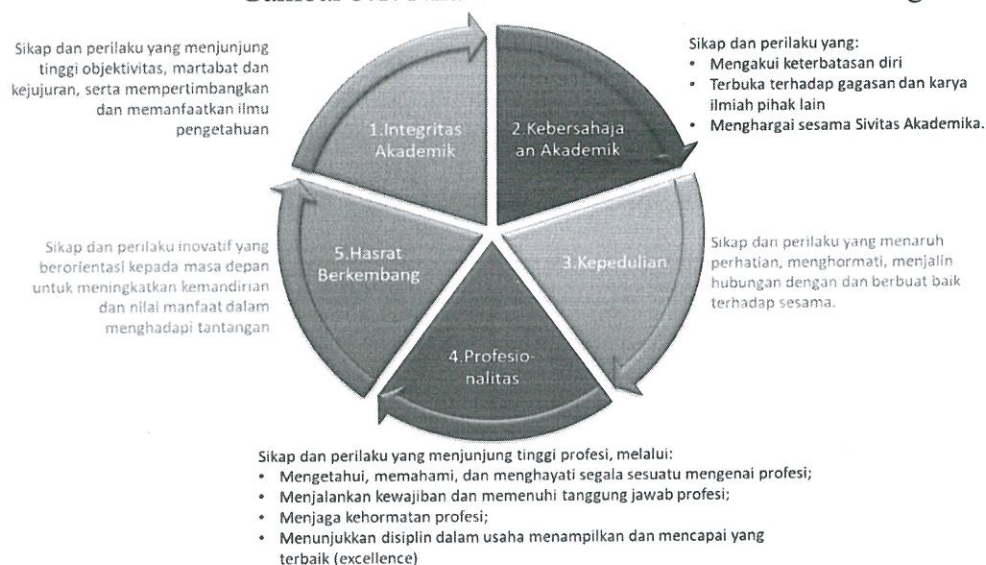 Sikap dan perilaku yang menjunjung
tinggi objektivitas, martabat dan
kejujuran, serta mempertimbangkan
dan memanfaatkan ilmu
pengetahuan
1.Integritas
Akademik
2.Kebersahaja
an Akademik
Sikap dan perilaku yang:
• Mengakui keterbatasan diri
• Terbuka terhadap gagasan dan karya
ilmiah pihak lain
• Menghargai sesama Sivitas Akademika.
3.Kepedulian
Sikap dan perilaku yang menaruh
perhatian, menghormati, menjalin
hubungan dengan dan berbuat baik
terhadap sesama.
4.Profesio-
nalitas
Sikap dan perilaku yang menjunjung tinggi profesi, melalui:
• Mengetahui, memahami, dan menghayati segala sesuatu mengenai profesi;
• Menjalankan kewajiban dan memenuhi tanggung jawab profesi;
• Menjaga kehormatan profesi;
• Menunjukkan disiplin dalam usaha menampilkan dan mencapai yang
terbaik (excellence)
5.Hasrat
Berkembang
Sikap dan perilaku inovatif yang
berorientasi kepada masa depan
untuk meningkatkan kemandirian
dan nilai manfaat dalam
menghadapi tantangan